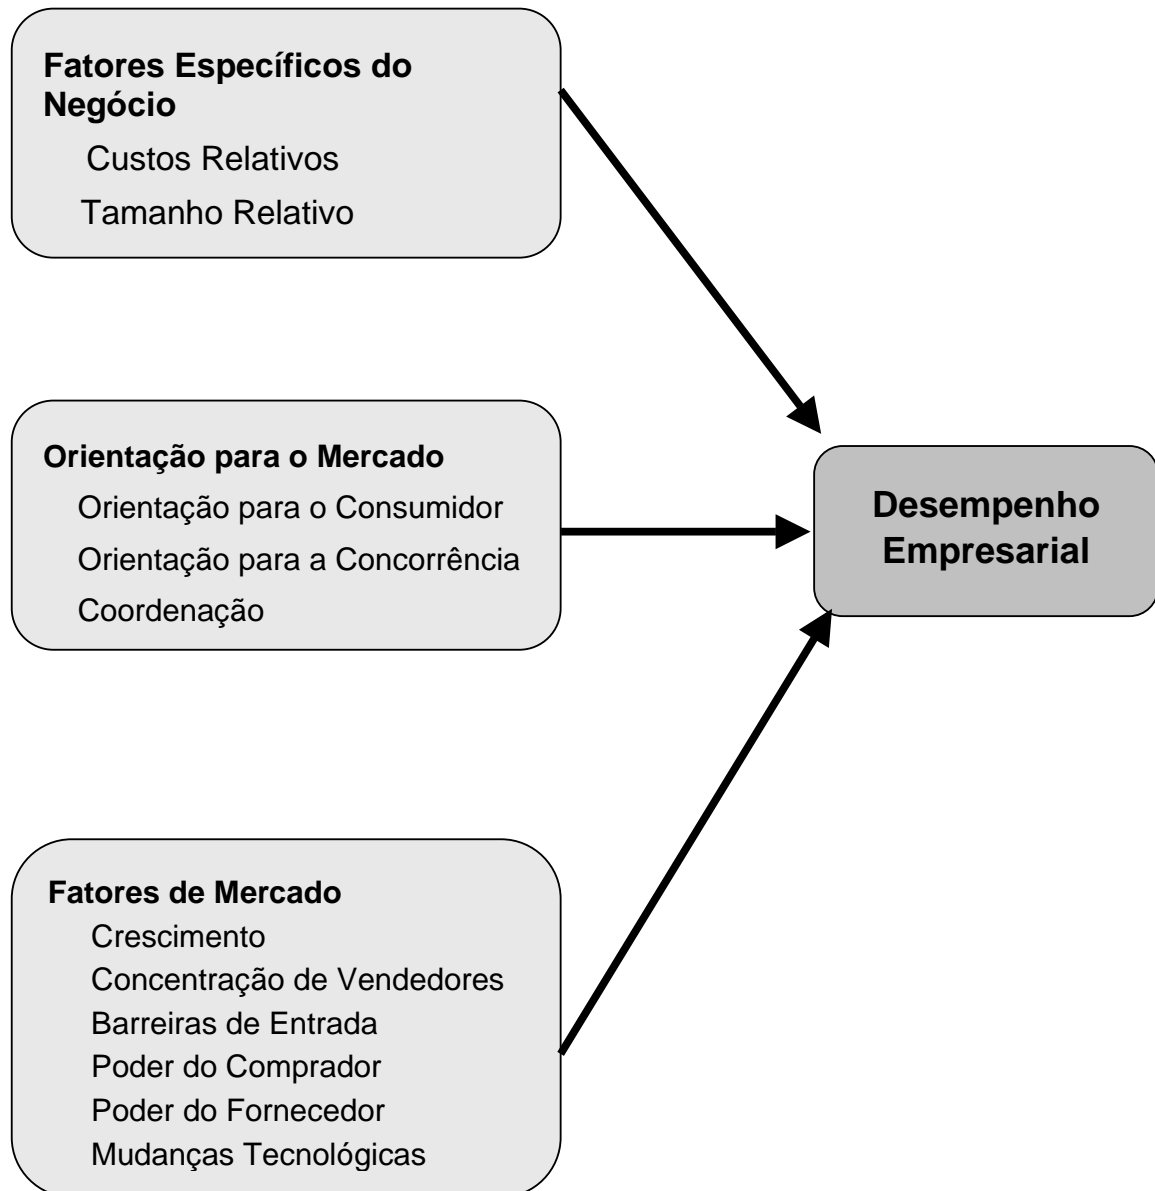 Fatores Específicos do
Negócio
Custos Relativos
Tamanho Relativo
Orientação para o Mercado
Orientação para o Consumidor
Orientação para a Concorrência
Coordenação
Desempenho
Empresarial
Fatores de Mercado
Crescimento
Concentração de Vendedores
Barreiras de Entrada
Poder do Comprador
Poder do Fornecedor
Mudanças Tecnológicas